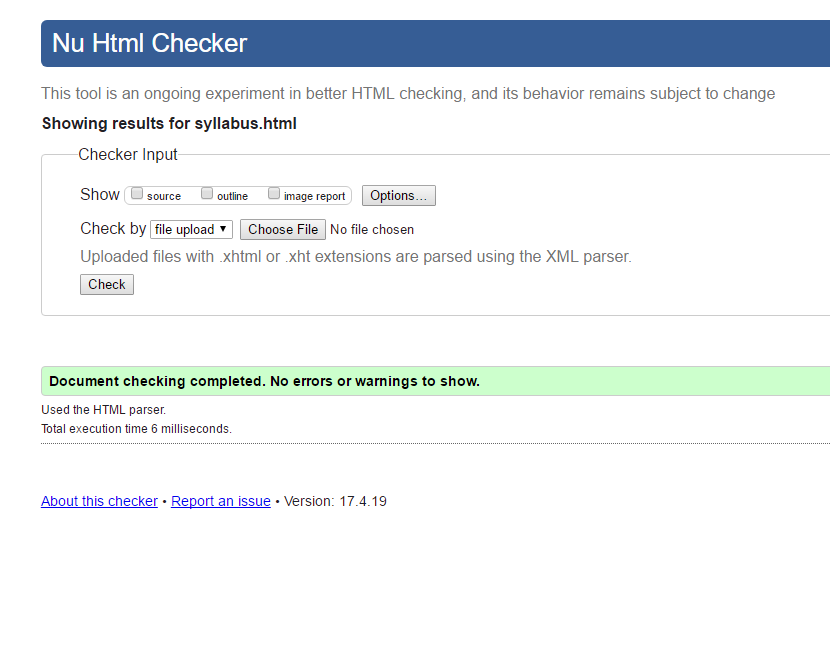 Nu Html Checker
This tool is an ongoing experiment in better HTML checking, and its behavior remains subject to change
Showing results for syllabus.html
Checker Input
Show source outline image report Options...
Check by file upload ▼ Choose File No file chosen
Uploaded files with .xhtml or .xht extensions are parsed using the XML parser.
Check
Document checking completed. No errors or warnings to show.
Used the HTML parser.
Total execution time 6 milliseconds.
About this checker • Report an issue • Version: 17.4.19